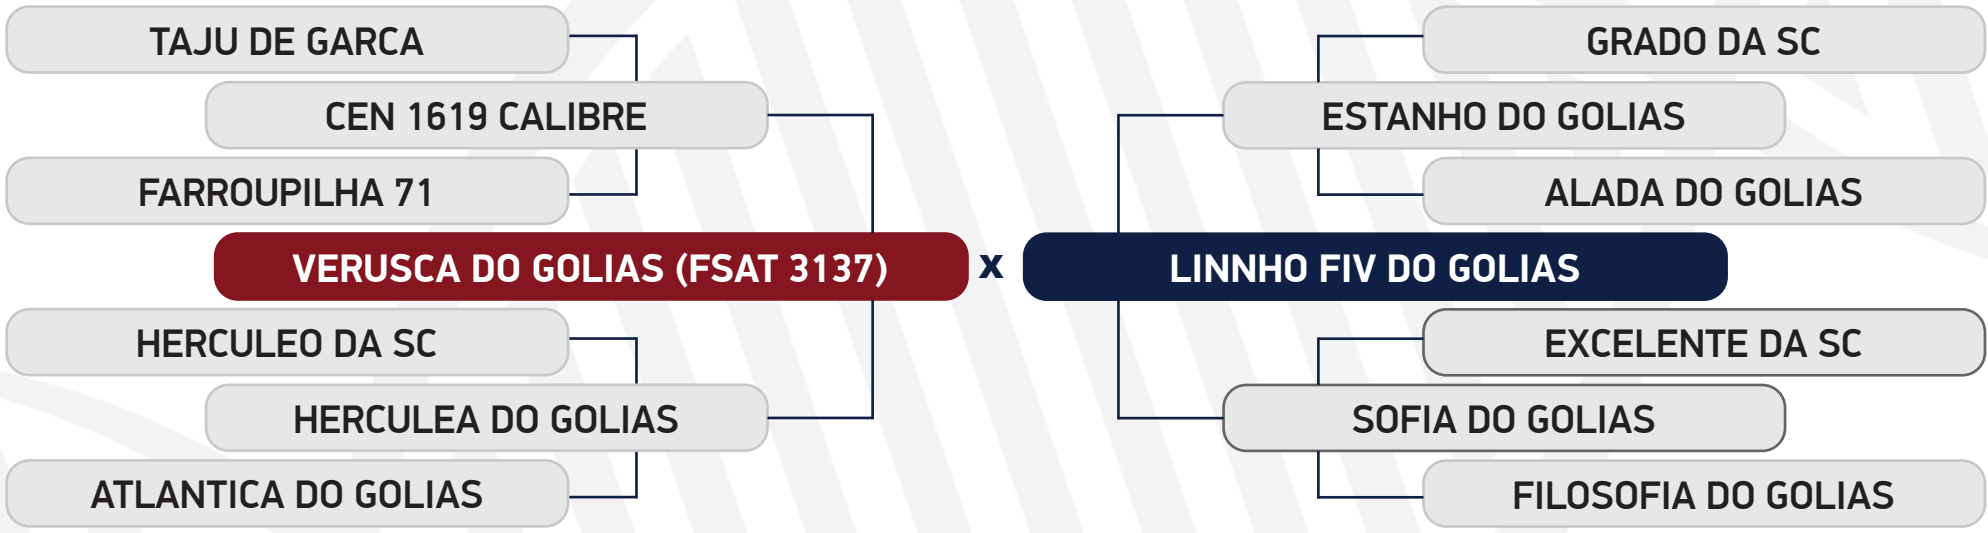 TAJU DE GARCA
GRADO DA SC
CEN 1619 CALIBRE
ESTANHO DO GOLIAS
FARROUPILHA 71
ALADA DO GOLIAS
VERUSCA DO GOLIAS (FSAT 3137) x LINNHO FIV DO GOLIAS
HERCULEO DA SC
EXCELENTE DA SC
HERCULEA DO GOLIAS
SOFIA DO GOLIAS
ATLANTICA DO GOLIAS
FILOSOFIA DO GOLIAS